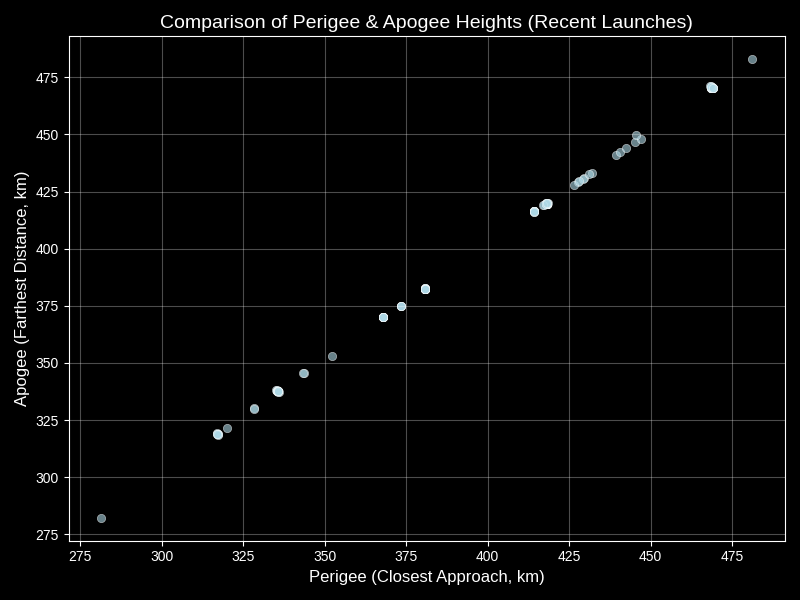 Comparison of Perigee & Apogee Heights (Recent Launches)
Apogee (Farthest Distance, km)
475
450
425
400
375
350
325
300
275
275 300 325 350 375 400 425 450 475
Perigee (Closest Approach, km)